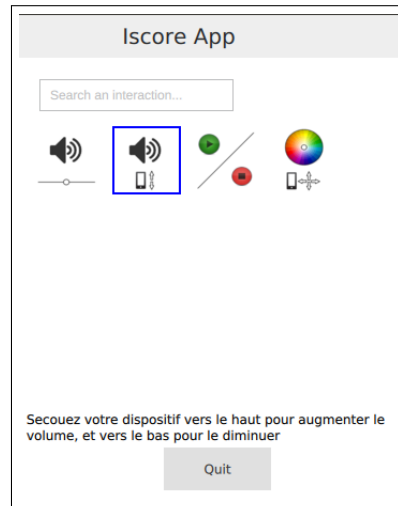 Iscore App
Search an interaction...
Secouez votre dispositif vers le haut pour augmenter le
volume, et vers le bas pour le diminuer
Quit